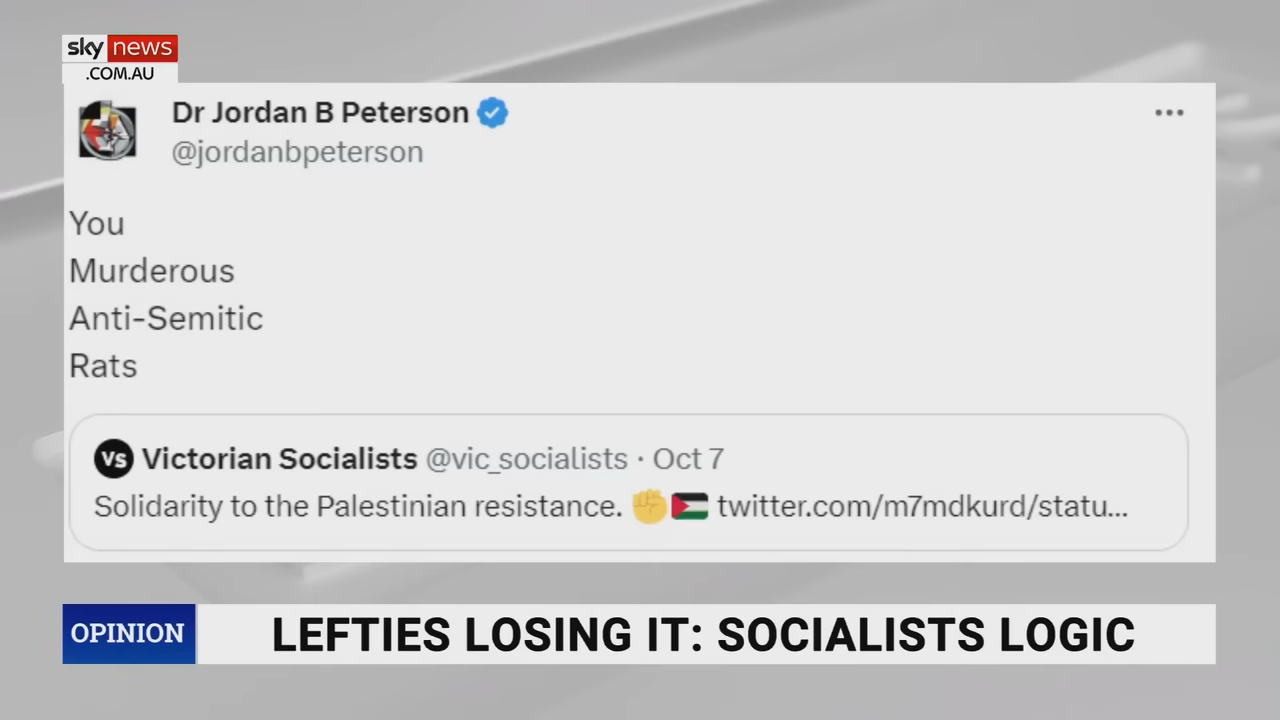 sky news
.COM.AU
Dr Jordan B Peterson
@jordanbpeterson
You
Murderous
Anti-Semitic
Rats
VS Victorian Socialists @vic_socialists · Oct 7
Solidarity to the Palestinian resistance. ✊🇵🇸 twitter.com/m7mdkurd/statu...
OPINION LEFTIES LOSING IT: SOCIALISTS LOGIC